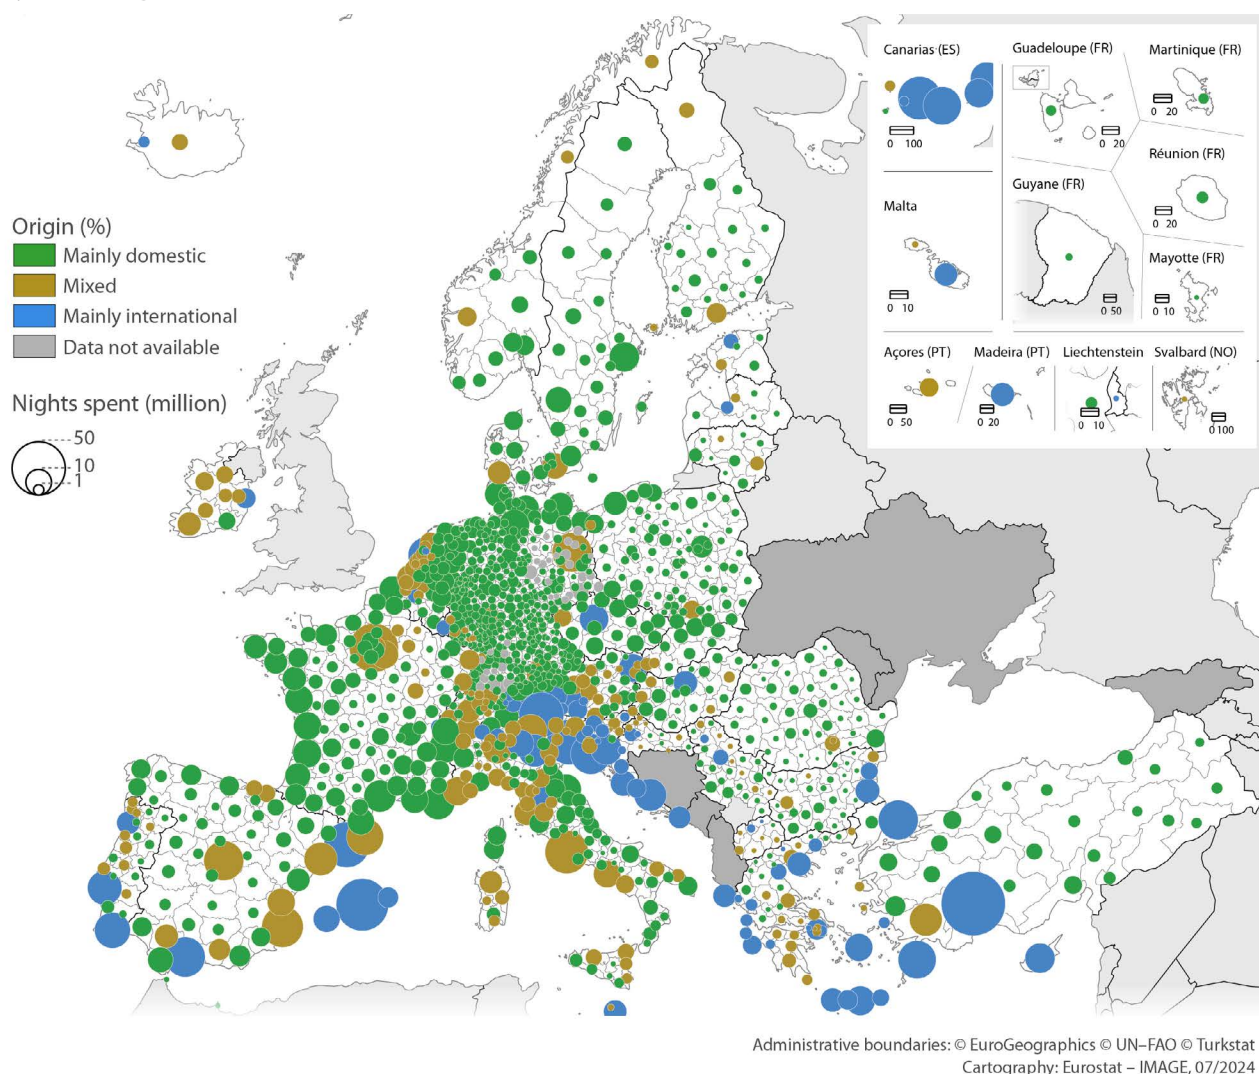 Canarias (ES)
Guadeloupe (FR)
Martinique (FR)
0 20
0 100
0 20
Réunion (FR)
Guyane (FR)
Malta
0 20
Mayotte (FR)
0 10
0 50
0 10
Açores (PT)
Madeira (PT)
Liechtenstein
Svalbard (NO)
0 50
0 20
0 10
0 100
Origin (%)
Mainly domestic
Mixed
Mainly international
Data not available
Nights spent (million)
50
10
1
Administrative boundaries: © EuroGeographics © UN–FAO © Turkstat
Cartography: Eurostat – IMAGE, 07/2024